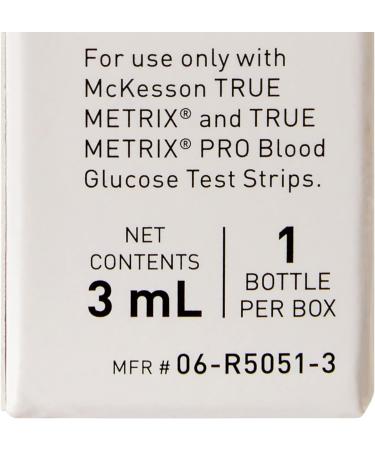 For use only with
McKesson TRUE
METRIX® and TRUE
METRIX® PRO Blood
Glucose Test Strips.
NET
CONTENTS
3 mL
1
BOTTLE
PER BOX
MFR # 06-R5051-3